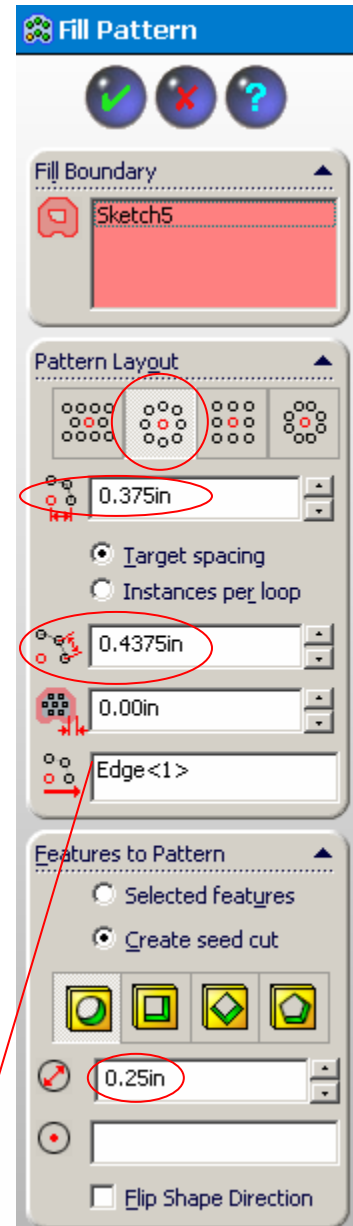 Fill Pattern
?
Fill Boundary
Sketch5
Pattern Layout
0.375in
Target spacing
Instances per loop
0.4375in
0.00in
Edge<1>
Features to Pattern
Selected features
Create seed cut
0.25in
Flip Shape Direction